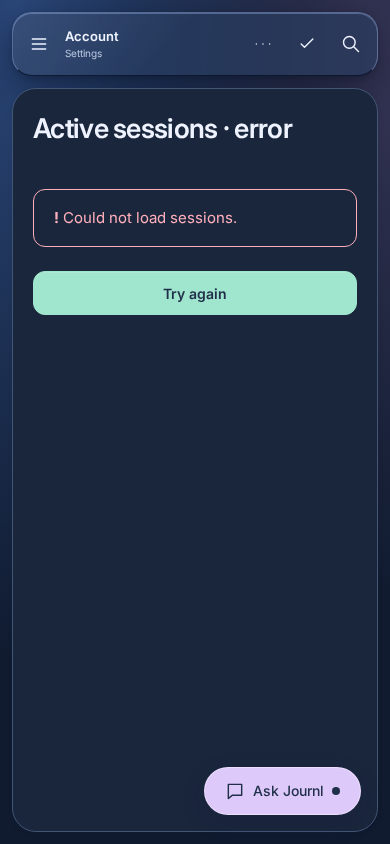 Account
Settings
...
Active sessions · error
! Could not load sessions.
Try again
Ask Journl